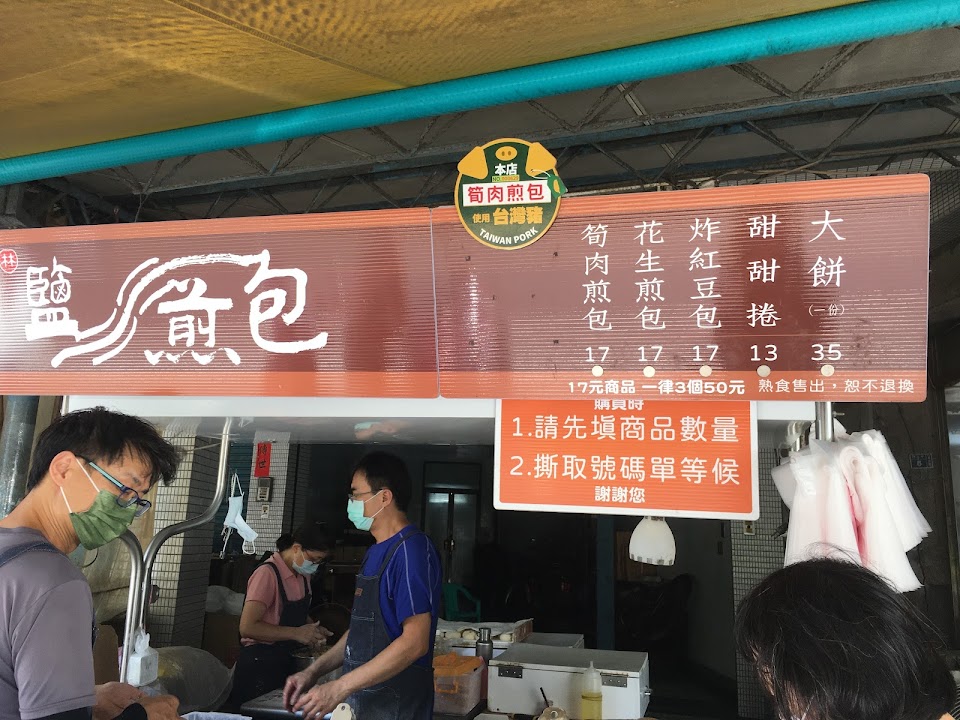 林
鹽煎包
本店
筍肉煎包
使用 台灣豬
TAIWAN PORK
筍肉煎包 17
花生煎包 17
炸紅豆包 17
甜甜捲 13
大餅 (一份) 35
17元商品 一律3個50元 熟食售出，恕不退換
購買時
1.請先填商品數量
2.撕取號碼單等候
謝謝您